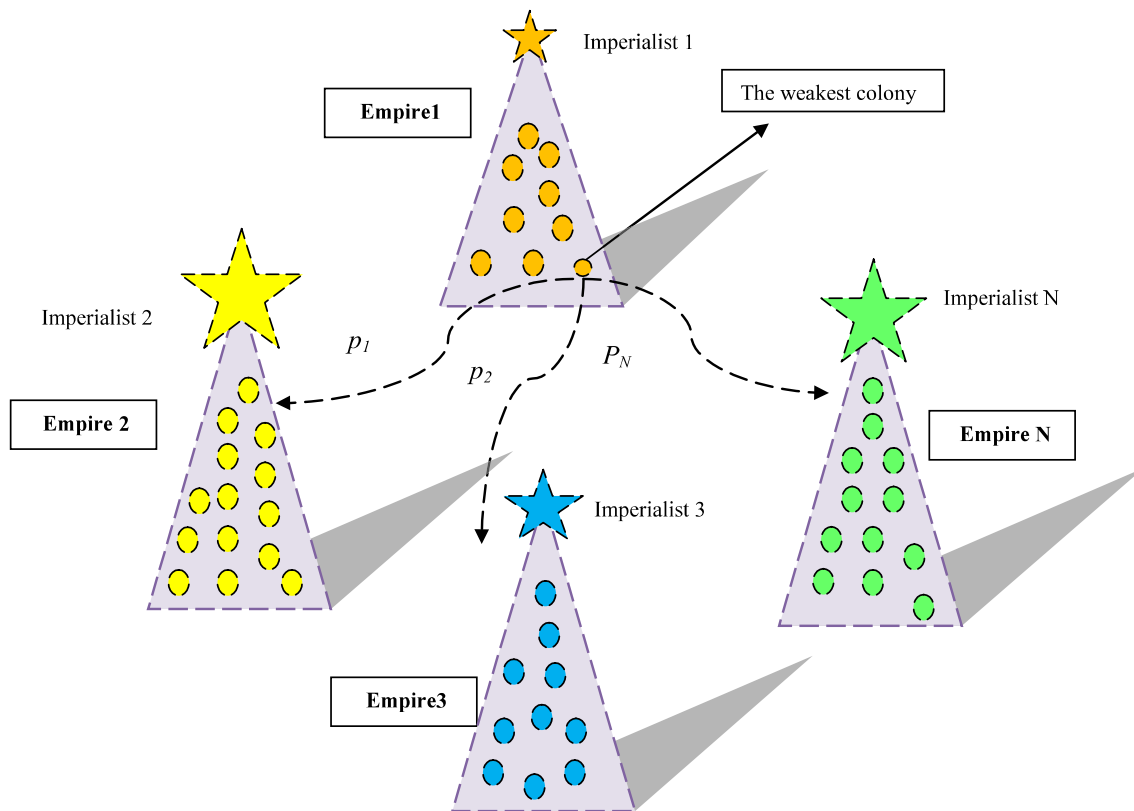 Imperialist 1
The weakest colony
Empire1
Imperialist 2
Imperialist N
p1
p2
PN
Empire 2
Empire N
Imperialist 3
Empire3